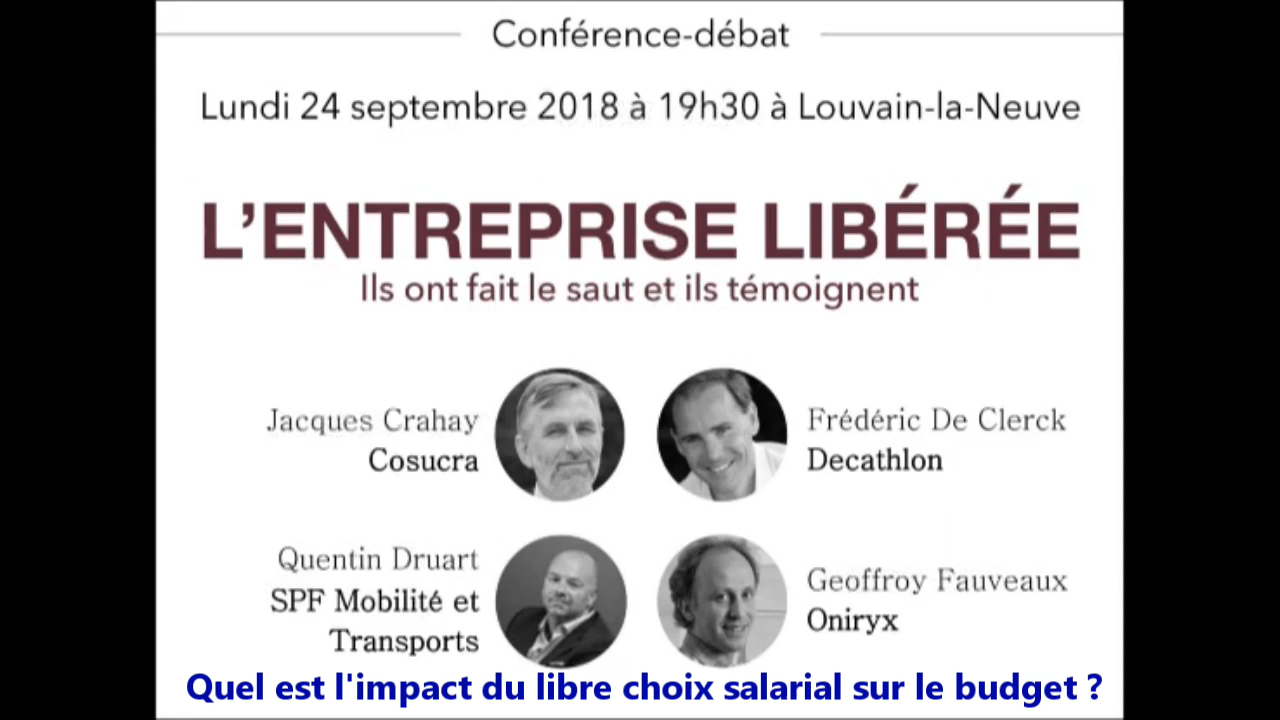 Conférence-débat
Lundi 24 septembre 2018 à 19h30 à Louvain-la-Neuve
L'ENTREPRISE LIBÉRÉE
Ils ont fait le saut et ils témoignent
Jacques Crahay
Cosucra
Frédéric De Clerck
Decathlon
Quentin Druart
SPF Mobilité et
Transports
Geoffroy Fauveaux
Oniryx
Quel est l'impact du libre choix salarial sur le budget ?